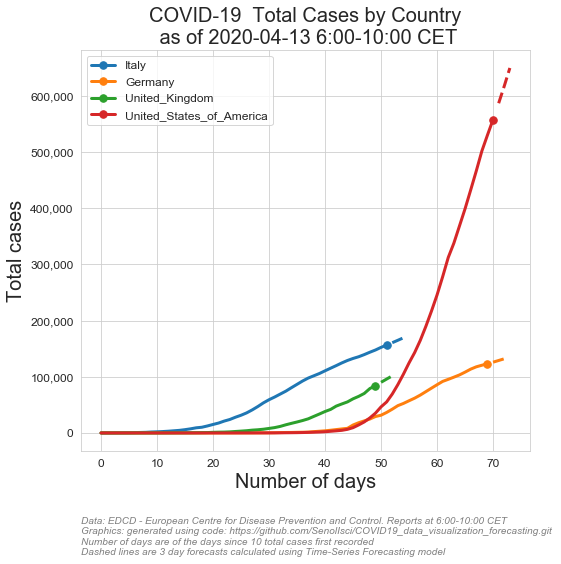 COVID-19  Total Cases by Country
as of 2020-04-13 6:00-10:00 CET
Italy
Germany
United_Kingdom
United_States_of_America
Total cases
600,000
500,000
400,000
300,000
200,000
100,000
0
0 10 20 30 40 50 60 70
Number of days
Data: EDCD - European Centre for Disease Prevention and Control. Reports at 6:00-10:00 CET
Graphics: generated using code: https://github.com/SenolIsci/COVID19_data_visualization_forecasting.git
Number of days are of the days since 10 total cases first recorded
Dashed lines are 3 day forecasts calculated using Time-Series Forecasting model